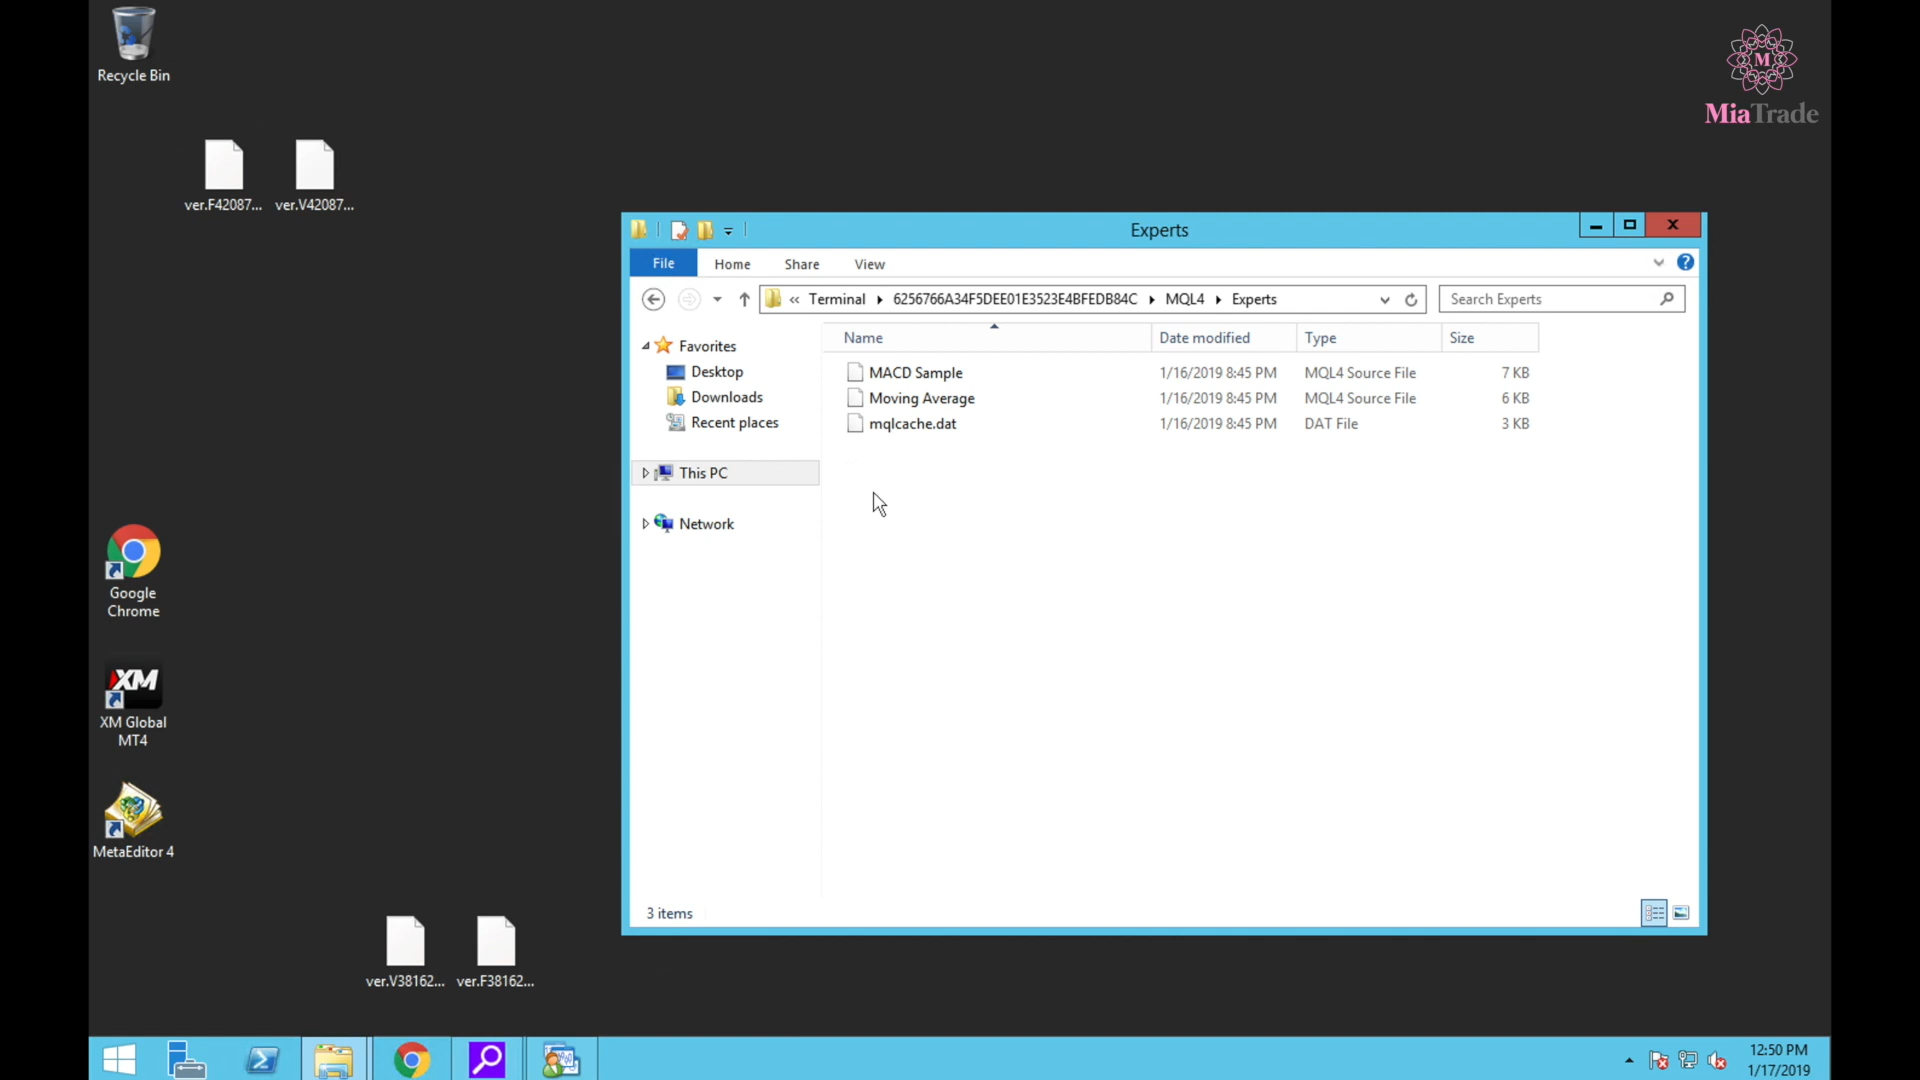 Recycle Bin
M
MiaTrade
ver.F42087...
ver.V42087...
Experts
File
Home
Share
View
?
« Terminal 6256766A34F5DEE01E3523E4BFEDB84C MQL4 Experts
Search Experts
Name
Date modified
Type
Size
Favorites
Desktop
Downloads
Recent places
This PC
Network
MACD Sample 1/16/2019 8:45 PM MQL4 Source File 7 KB
Moving Average 1/16/2019 8:45 PM MQL4 Source File 6 KB
mqlcache.dat 1/16/2019 8:45 PM DAT File 3 KB
Google
Chrome
XM
XM Global
MT4
MetaEditor 4
3 items
ver.V38162...
ver.F38162...
12:50 PM
1/17/2019